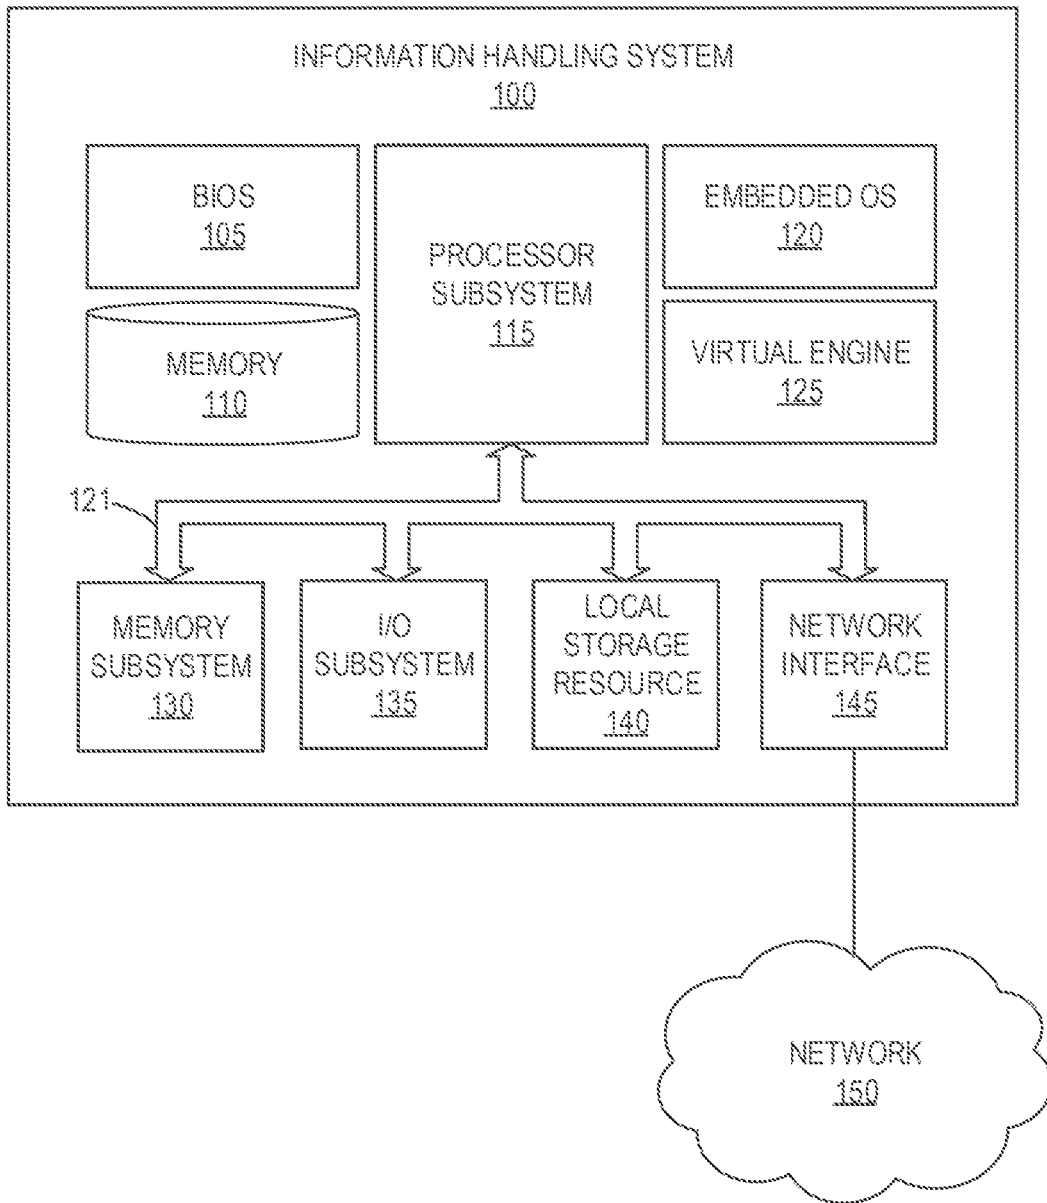 INFORMATION HANDLING SYSTEM
100
BIOS
105
PROCESSOR
SUBSYSTEM
115
EMBEDDED OS
120
MEMORY
110
VIRTUAL ENGINE
125
121
MEMORY
SUBSYSTEM
130
I/O
SUBSYSTEM
135
LOCAL
STORAGE
RESOURCE
140
NETWORK
INTERFACE
145
NETWORK
150